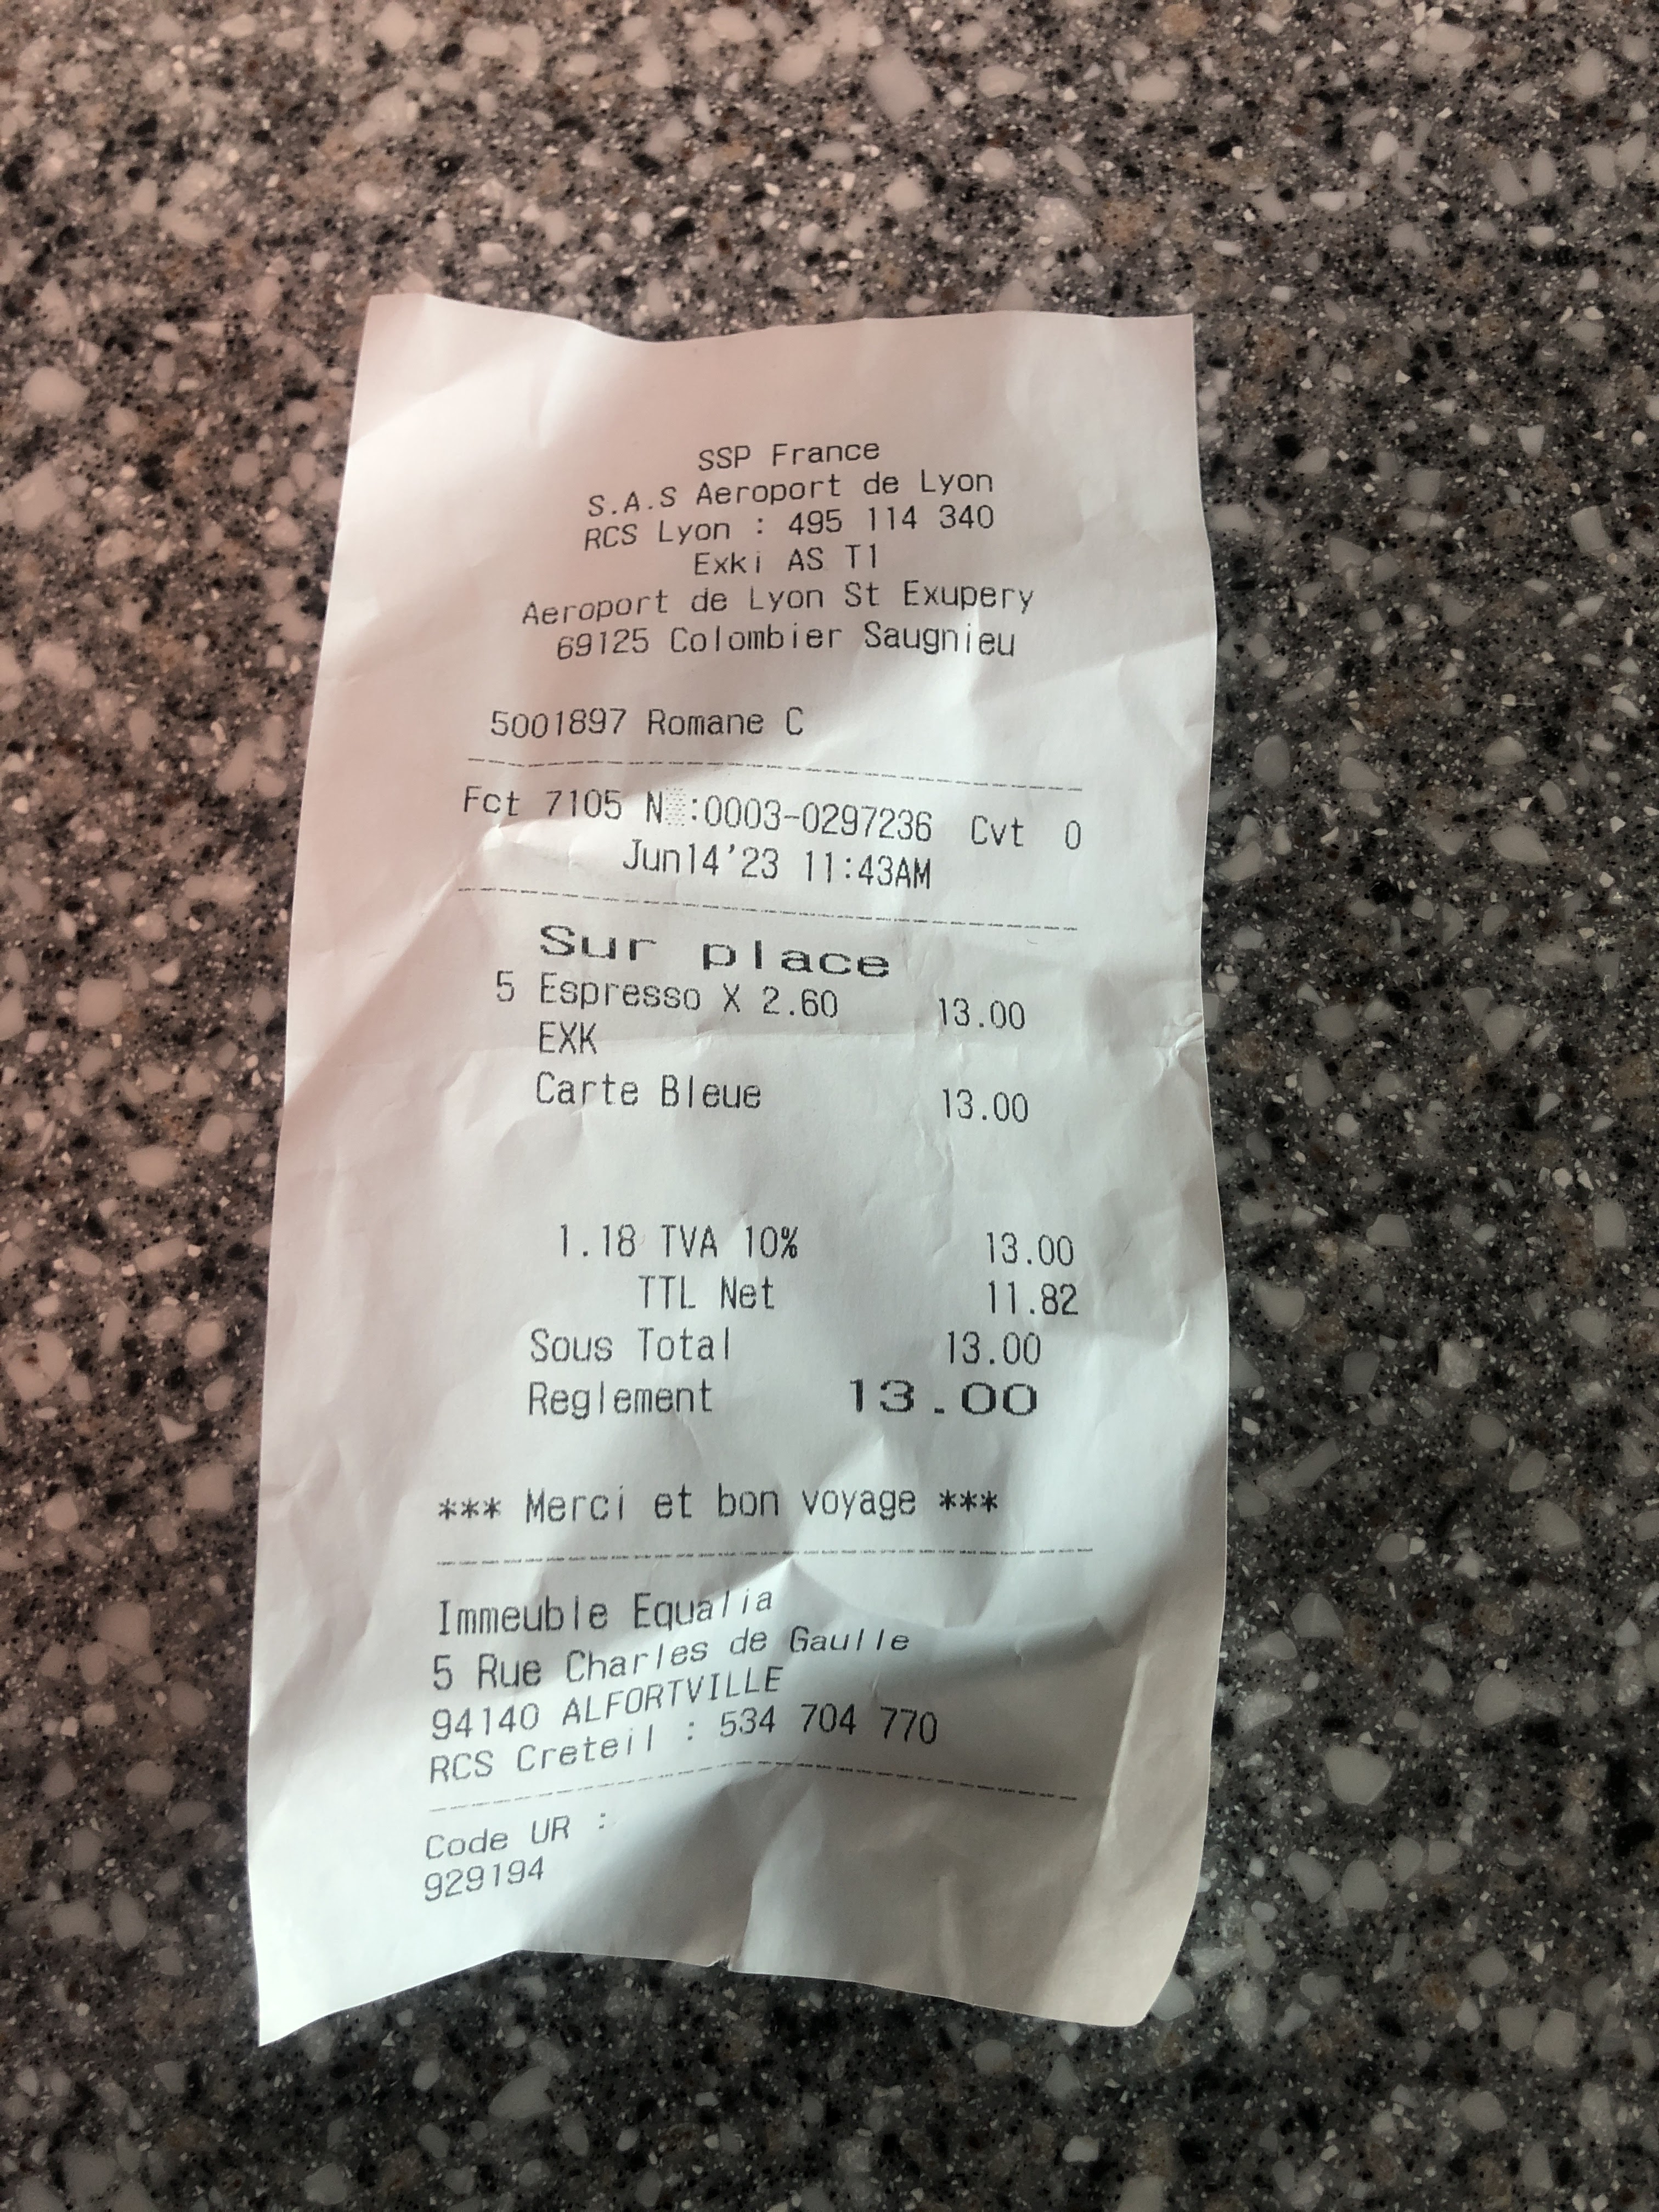 SSP France
S.A.S Aeroport de Lyon
RCS Lyon : 495 114 340
Exki AS T1
Aeroport de Lyon St Exupery
69125 Colombier Saugnieu
5001897 Romane C
Fct 7105 N▒:0003-0297236 Cvt 0
Jun14'23 11:43AM
Sur place
5 Espresso X 2.60 13.00
EXK
Carte Bleue 13.00
1.18 TVA 10% 13.00
TTL Net 11.82
Sous Total 13.00
Reglement 13.00
*** Merci et bon voyage ***
Immeuble Equalia
5 Rue Charles de Gaulle
94140 ALFORTVILLE
RCS Creteil : 534 704 770
Code UR :
929194